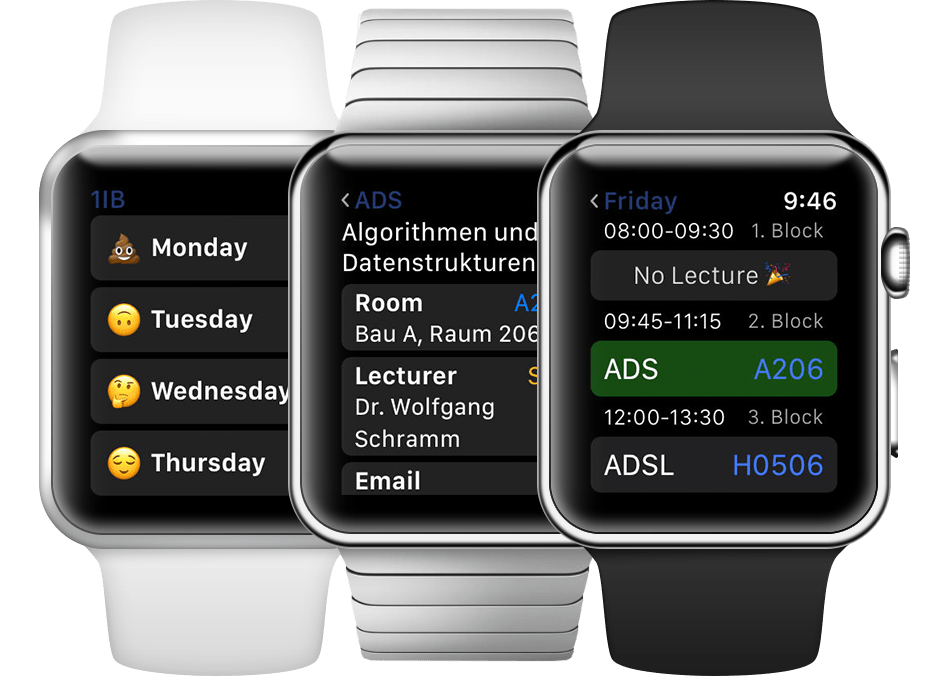 1IB
Monday
Tuesday
Wednesday
Thursday
ADS
Algorithmen und
Datenstrukturen
Room
Bau A, Raum 206
Lecturer
Dr. Wolfgang
Schramm
Email
Friday 9:46
08:00-09:30 1. Block
No Lecture
09:45-11:15 2. Block
ADS A206
12:00-13:30 3. Block
ADSL H0506